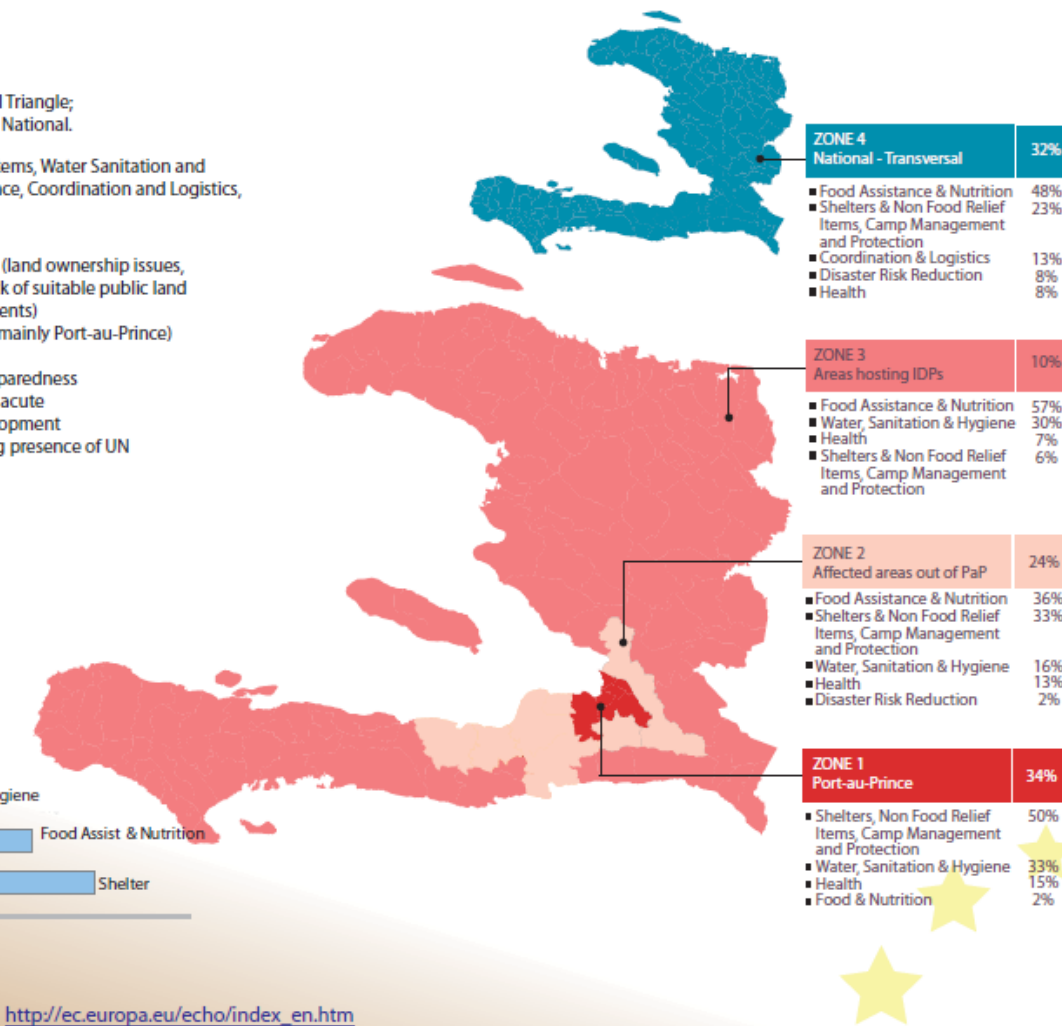 Triangle;
National.
tems, Water Sanitation and
ce, Coordination and Logistics,
(land ownership issues,
k of suitable public land
ents)
mainly Port-au-Prince)
paredness
acute
opment
g presence of UN
ZONE 4
National - Transversal 32%
▪ Food Assistance & Nutrition 48%
▪ Shelters & Non Food Relief 23%
Items, Camp Management
and Protection
▪ Coordination & Logistics 13%
▪ Disaster Risk Reduction 8%
▪ Health 8%
ZONE 3
Areas hosting IDPs 10%
▪ Food Assistance & Nutrition 57%
▪ Water, Sanitation & Hygiene 30%
▪ Health 7%
▪ Shelters & Non Food Relief 6%
Items, Camp Management
and Protection
ZONE 2
Affected areas out of PaP 24%
▪ Food Assistance & Nutrition 36%
▪ Shelters & Non Food Relief 33%
Items, Camp Management
and Protection
▪ Water, Sanitation & Hygiene 16%
▪ Health 13%
▪ Disaster Risk Reduction 2%
ZONE 1
Port-au-Prince 34%
▪ Shelters, Non Food Relief 50%
Items, Camp Management
and Protection
▪ Water, Sanitation & Hygiene 33%
▪ Health 15%
▪ Food & Nutrition 2%
giene
Food Assist & Nutrition
Shelter
http://ec.europa.eu/echo/index_en.htm